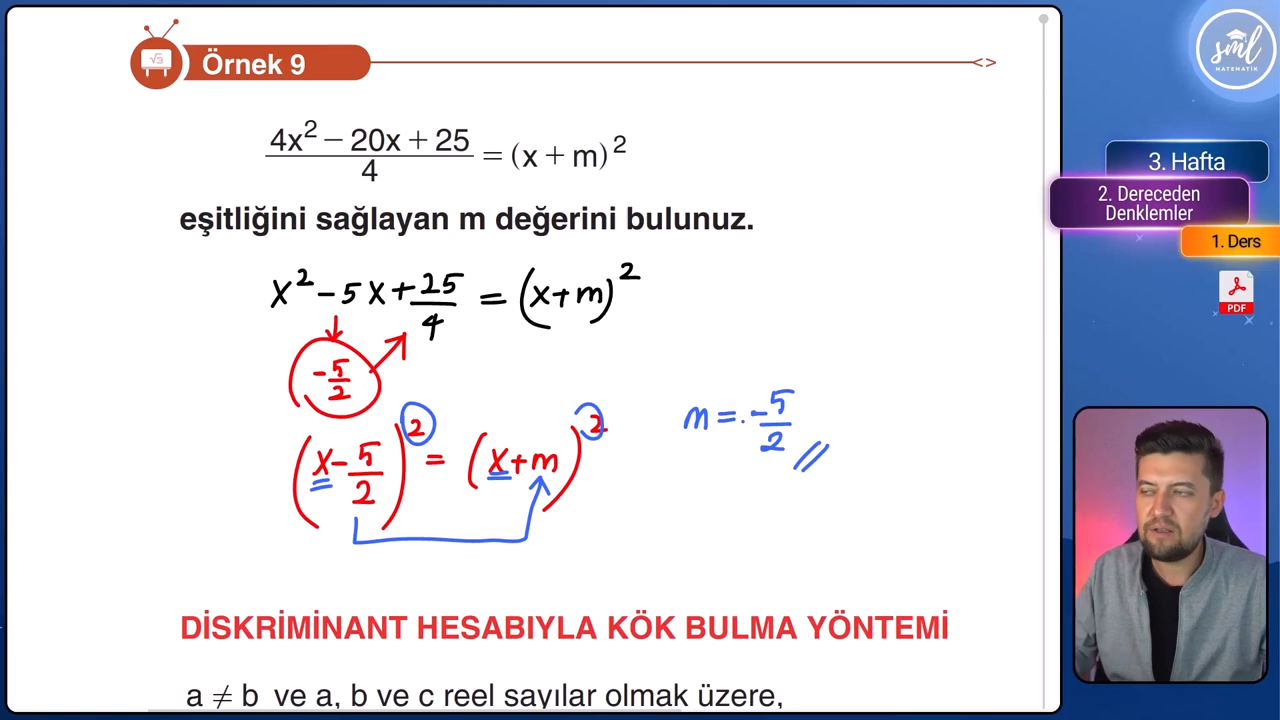 √3
Örnek 9
<>
4x² − 20x + 25
4
= (x + m)²
eşitliğini sağlayan m değerini bulunuz.
x² − 5x + 25/4 = (x+m)²
−5/2
(x − 5/2)² = (x+m)²
m = −5/2 //
DİSKRİMİNANT HESABIYLA KÖK BULMA YÖNTEMİ
a ≠ b ve a, b ve c reel sayılar olmak üzere,
sml
MATEMATİK
3. Hafta
2. Dereceden
Denklemler
1. Ders
PDF